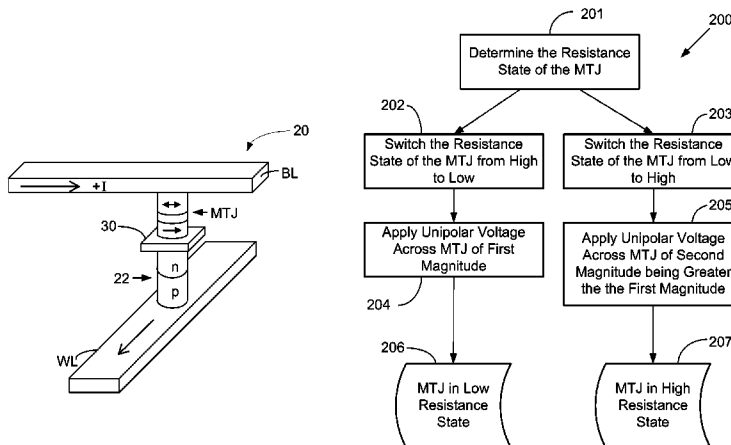 20
BL
+I
MTJ
30
n
22
p
WL
200
201
Determine the Resistance
State of the MTJ
202
203
Switch the Resistance
State of the MTJ from High
to Low
Switch the Resistance
State of the MTJ from Low
to High
205
Apply Unipolar Voltage
Across MTJ of First
Magnitude
204
Apply Unipolar Voltage
Across MTJ of Second
Magnitude being Greater
the the First Magnitude
206
207
MTJ in Low
Resistance
State
MTJ in High
Resistance
State